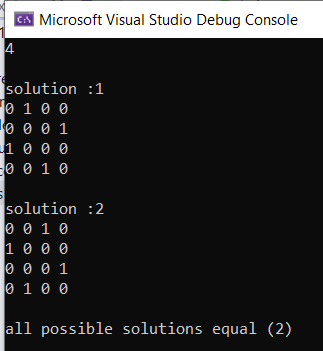 Microsoft Visual Studio Debug Console
4
solution :1
0 1 0 0
0 0 0 1
1 0 0 0
0 0 1 0
solution :2
0 0 1 0
1 0 0 0
0 0 0 1
0 1 0 0
all possible solutions equal (2)